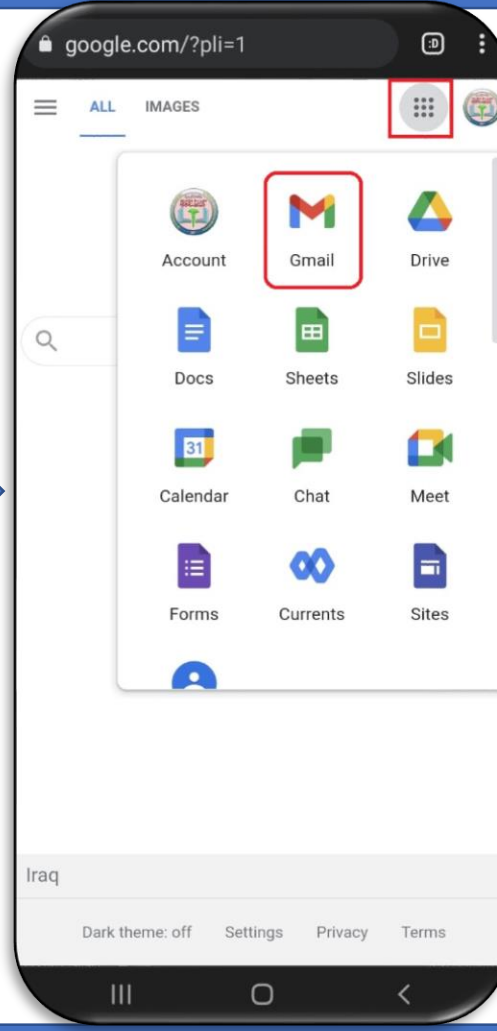 google.com/?pli=1
:D
ALL IMAGES
Account Gmail Drive
Docs Sheets Slides
31
Calendar Chat Meet
Forms Currents Sites
Iraq
Dark theme: off Settings Privacy Terms